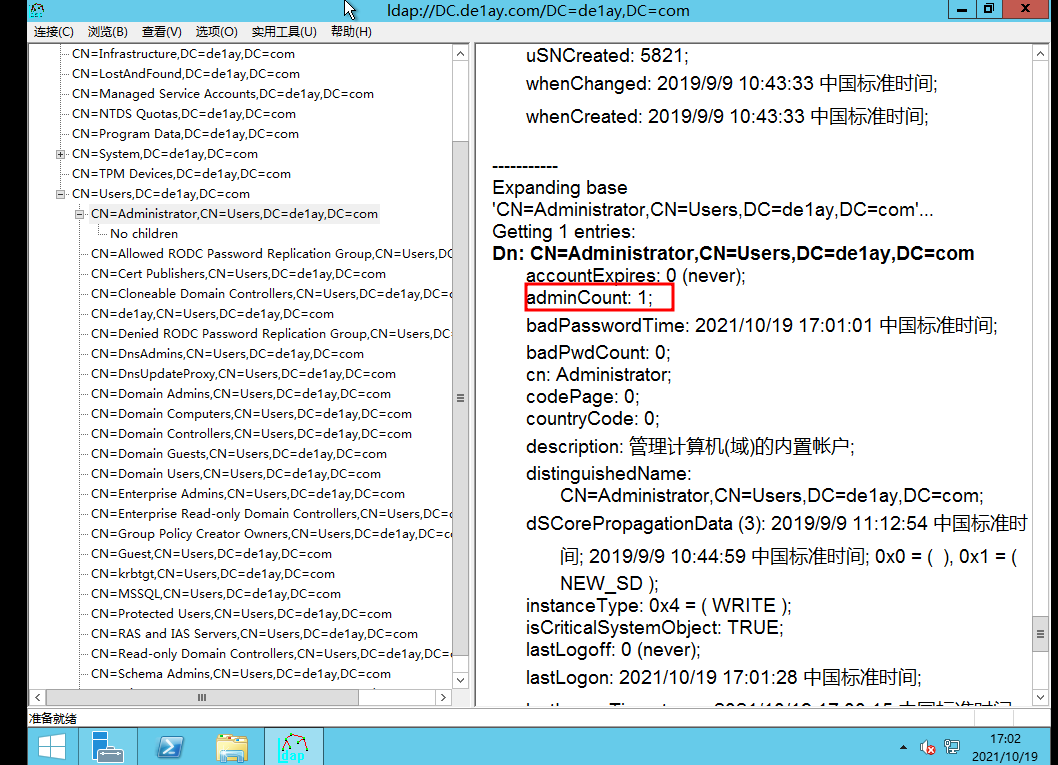 ldap://DC.de1ay.com/DC=de1ay,DC=com
连接(C) 浏览(B) 查看(V) 选项(O) 实用工具(U) 帮助(H)
CN=Infrastructure,DC=de1ay,DC=com
CN=LostAndFound,DC=de1ay,DC=com
CN=Managed Service Accounts,DC=de1ay,DC=com
CN=NTDS Quotas,DC=de1ay,DC=com
CN=Program Data,DC=de1ay,DC=com
CN=System,DC=de1ay,DC=com
CN=TPM Devices,DC=de1ay,DC=com
CN=Users,DC=de1ay,DC=com
CN=Administrator,CN=Users,DC=de1ay,DC=com
No children
CN=Allowed RODC Password Replication Group,CN=Users,DC
CN=Cert Publishers,CN=Users,DC=de1ay,DC=com
CN=Cloneable Domain Controllers,CN=Users,DC=de1ay,DC=
CN=de1ay,CN=Users,DC=de1ay,DC=com
CN=Denied RODC Password Replication Group,CN=Users,DC
CN=DnsAdmins,CN=Users,DC=de1ay,DC=com
CN=DnsUpdateProxy,CN=Users,DC=de1ay,DC=com
CN=Domain Admins,CN=Users,DC=de1ay,DC=com
CN=Domain Computers,CN=Users,DC=de1ay,DC=com
CN=Domain Controllers,CN=Users,DC=de1ay,DC=com
CN=Domain Guests,CN=Users,DC=de1ay,DC=com
CN=Domain Users,CN=Users,DC=de1ay,DC=com
CN=Enterprise Admins,CN=Users,DC=de1ay,DC=com
CN=Enterprise Read-only Domain Controllers,CN=Users,DC=
CN=Group Policy Creator Owners,CN=Users,DC=de1ay,DC=c
CN=Guest,CN=Users,DC=de1ay,DC=com
CN=krbtgt,CN=Users,DC=de1ay,DC=com
CN=MSSQL,CN=Users,DC=de1ay,DC=com
CN=Protected Users,CN=Users,DC=de1ay,DC=com
CN=RAS and IAS Servers,CN=Users,DC=de1ay,DC=com
CN=Read-only Domain Controllers,CN=Users,DC=de1ay,DC=
CN=Schema Admins,CN=Users,DC=de1ay,DC=com
uSNCreated: 5821;
whenChanged: 2019/9/9 10:43:33 中国标准时间;
whenCreated: 2019/9/9 10:43:33 中国标准时间;
-----------
Expanding base
'CN=Administrator,CN=Users,DC=de1ay,DC=com'...
Getting 1 entries:
Dn: CN=Administrator,CN=Users,DC=de1ay,DC=com
accountExpires: 0 (never);
adminCount: 1;
badPasswordTime: 2021/10/19 17:01:01 中国标准时间;
badPwdCount: 0;
cn: Administrator;
codePage: 0;
countryCode: 0;
description: 管理计算机(域)的内置帐户;
distinguishedName:
CN=Administrator,CN=Users,DC=de1ay,DC=com;
dSCorePropagationData (3): 2019/9/9 11:12:54 中国标准时
间; 2019/9/9 10:44:59 中国标准时间; 0x0 = (  ), 0x1 = (
NEW_SD );
instanceType: 0x4 = ( WRITE );
isCriticalSystemObject: TRUE;
lastLogoff: 0 (never);
lastLogon: 2021/10/19 17:01:28 中国标准时间;
准备就绪
ldap
17:02
2021/10/19